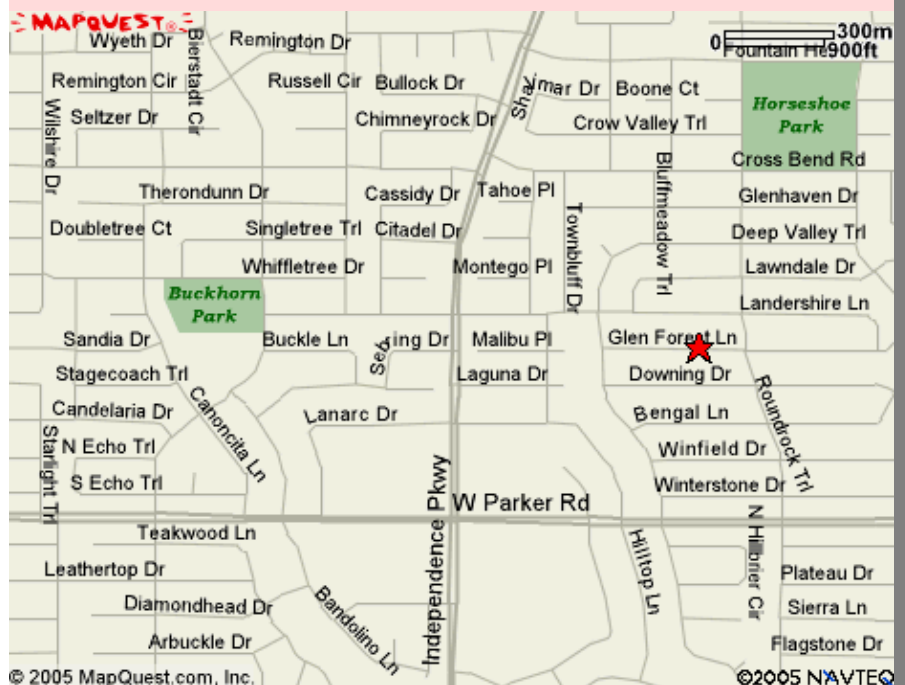 MAPQUEST®
300m
0
900ft
Wyeth Dr
Bierstadt Cir
Remington Dr
Remington Cir
Russell Cir
Bullock Dr
Boone Ct
Horseshoe
Park
Wilshire Dr
Seltzer Dr
Chimneyrock Dr
Crow Valley Trl
Cross Bend Rd
Bluffmeadow Trl
Therondunn Dr
Cassidy Dr
Tahoe Pl
Glenhaven Dr
Townbluff Dr
Doubletree Ct
Singletree Trl
Citadel Dr
Deep Valley Trl
Whiffletree Dr
Montego Pl
Lawndale Dr
Buckhorn
Park
Landershire Ln
Sandia Dr
Buckle Ln
Malibu Pl
Glen Forest Ln
Stagecoach Trl
Laguna Dr
Downing Dr
Roundrock Trl
Canoncita Ln
Candelaria Dr
Lanarc Dr
Bengal Ln
Starlight Trl
N Echo Trl
Winfield Dr
S Echo Trl
Independence Pkwy
Winterstone Dr
W Parker Rd
Teakwood Ln
Hilltop Ln
N Hillbrier Cir
Leathertop Dr
Plateau Dr
Diamondhead Dr
Bandolino Ln
Sierra Ln
Arbuckle Dr
Flagstone Dr
© 2005 MapQuest.com, Inc.
©2005 NAVTEQ